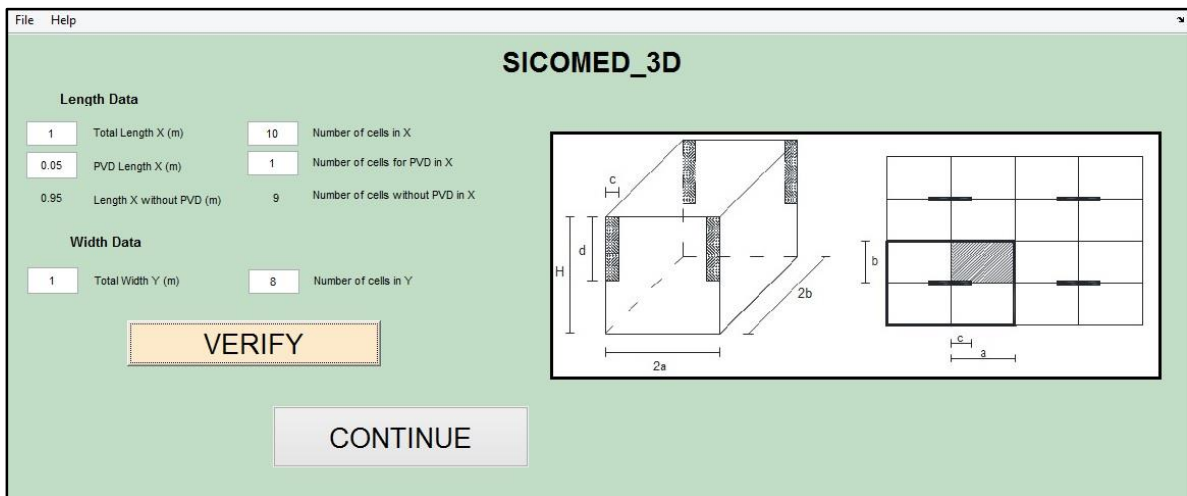 File Help
SICOMED_3D
Length Data
1 Total Length X (m) 10 Number of cells in X
0.05 PVD Length X (m) 1 Number of cells for PVD in X
0.95 Length X without PVD (m) 9 Number of cells without PVD in X
Width Data
1 Total Width Y (m) 8 Number of cells in Y
VERIFY
CONTINUE
c
H
d
2a
2b
b
c
a